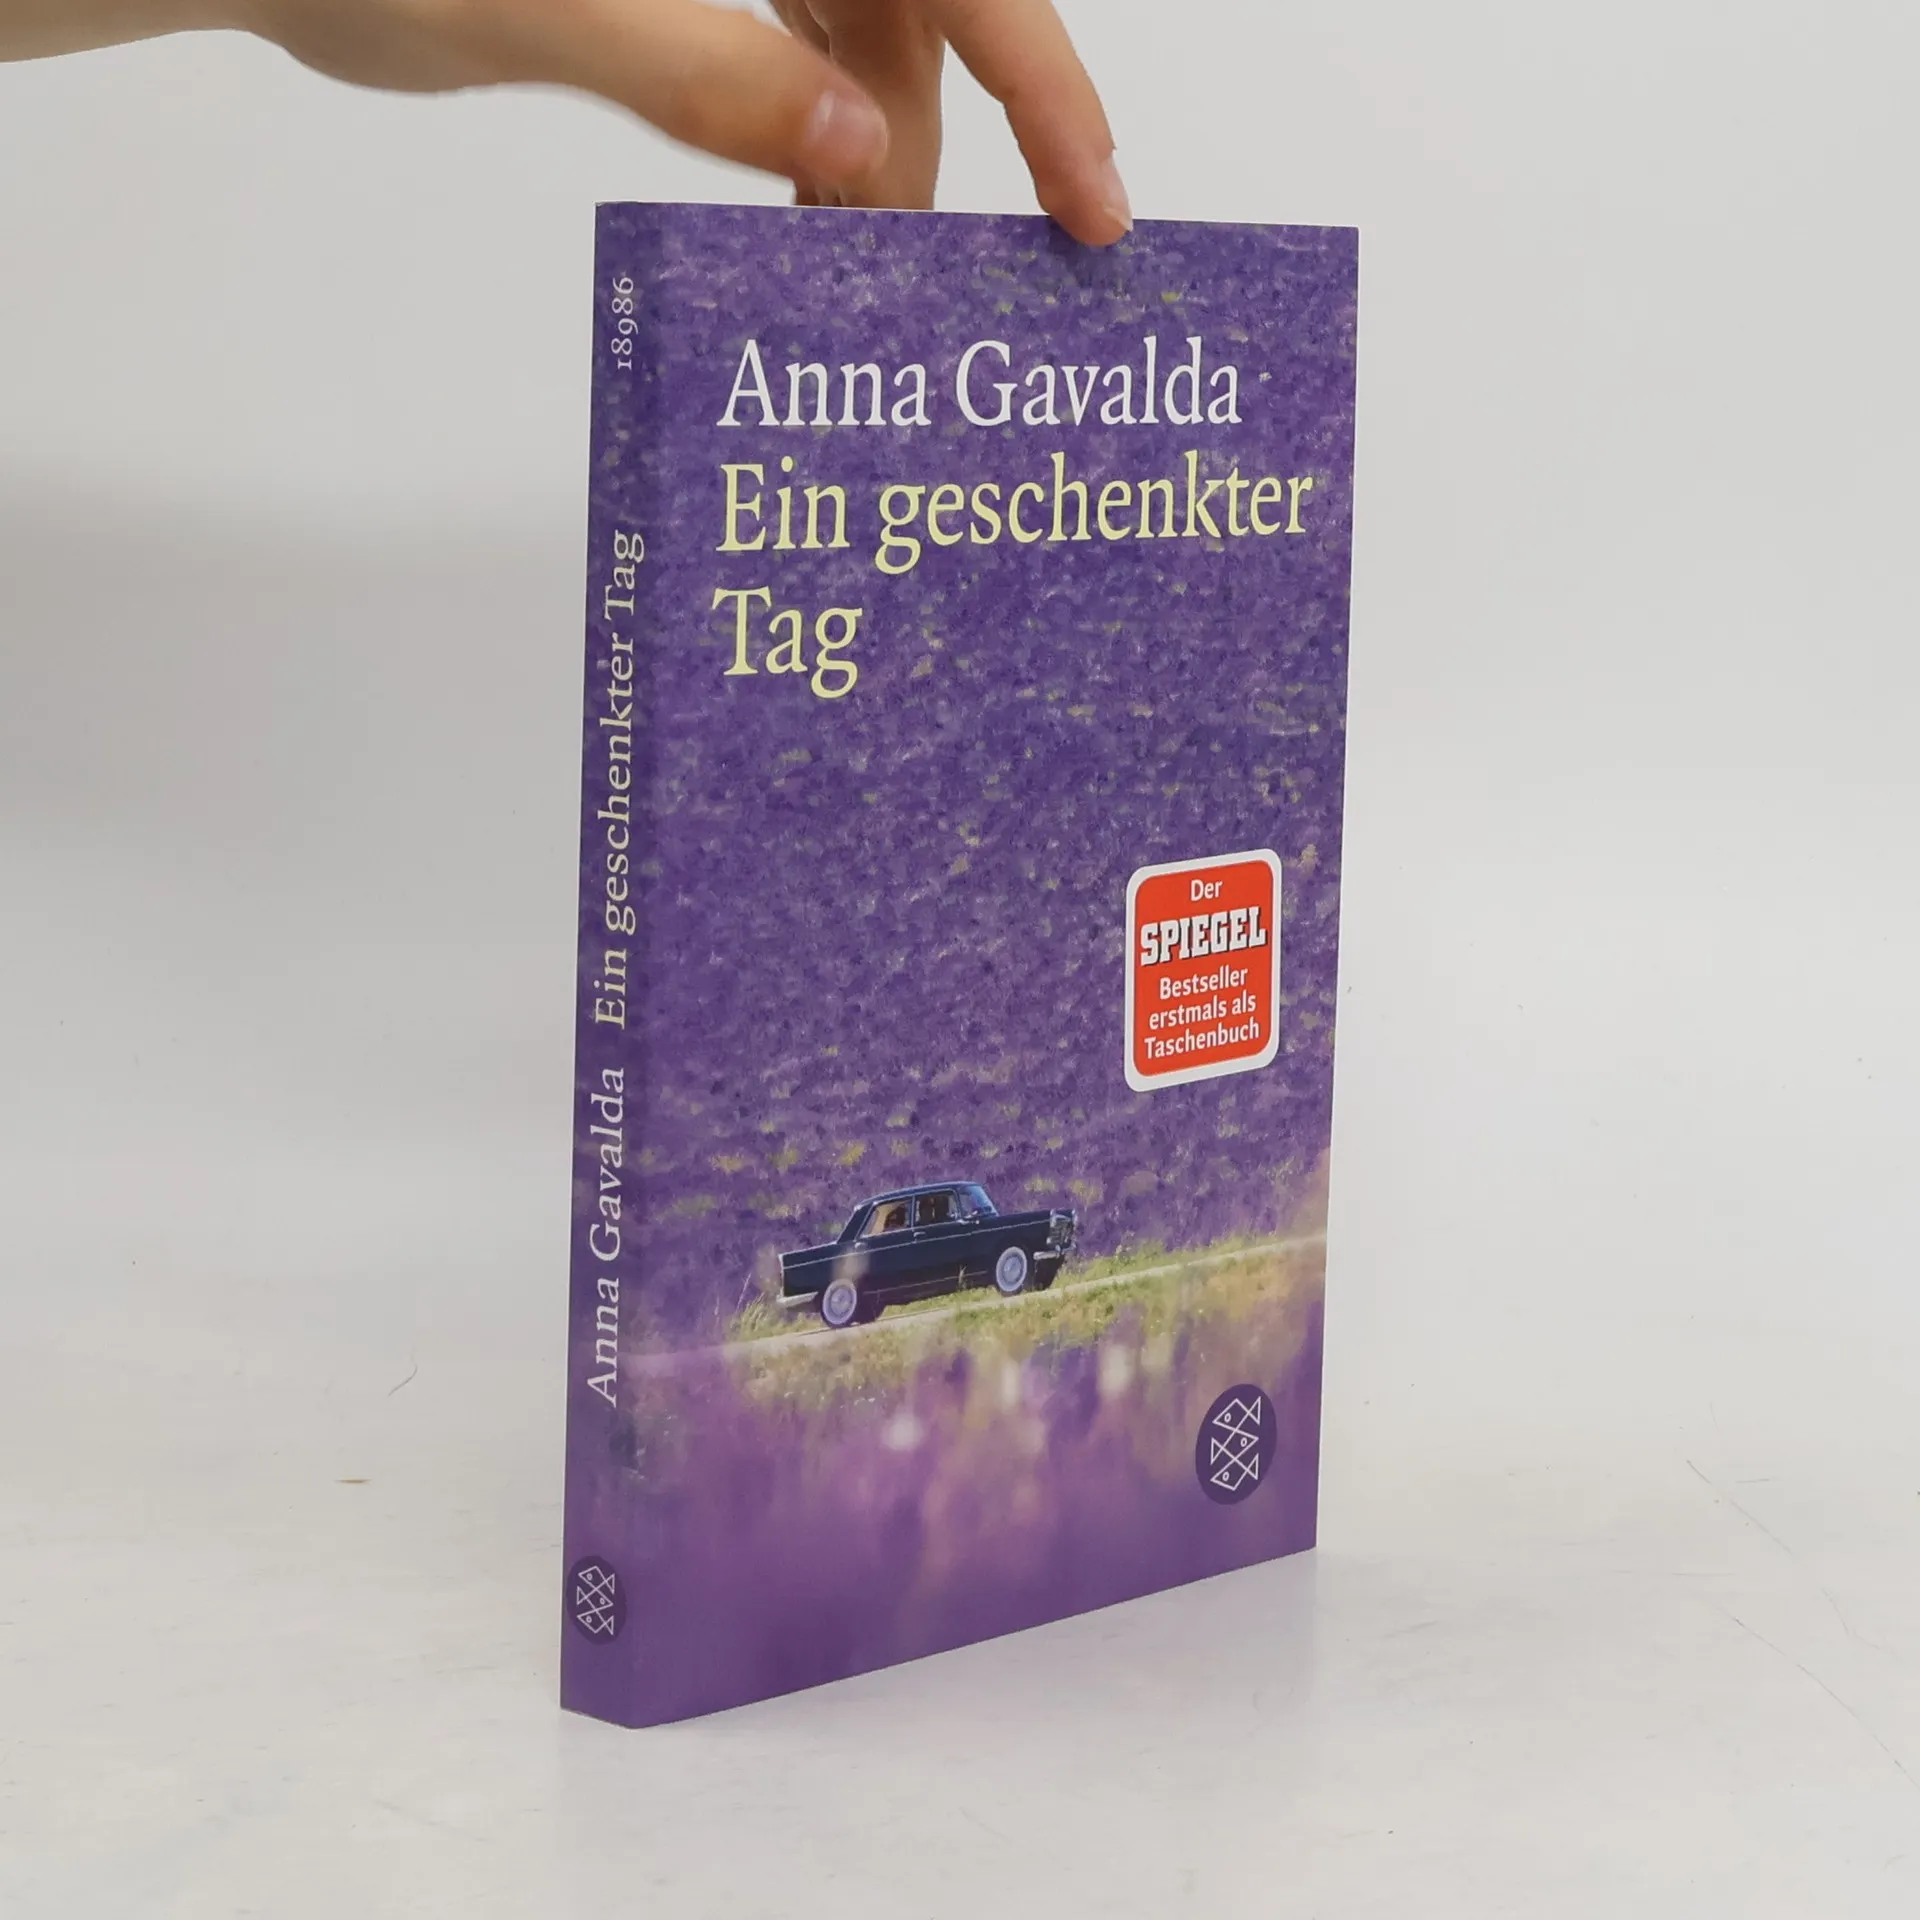 Anna Gavalda
Ein geschenkter
Tag
Der
SPIEGEL
Bestseller
erstmals als
Taschenbuch
Anna Gavalda Ein geschenkter Tag 18986